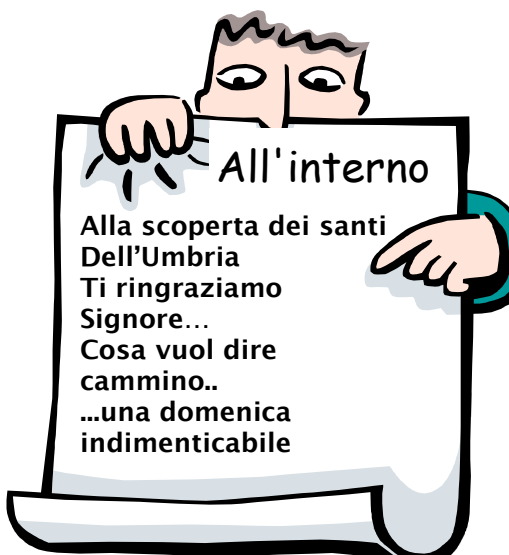 All'interno
Alla scoperta dei santi
Dell’Umbria
Ti ringraziamo
Signore…
Cosa vuol dire
cammino..
...una domenica
indimenticabile